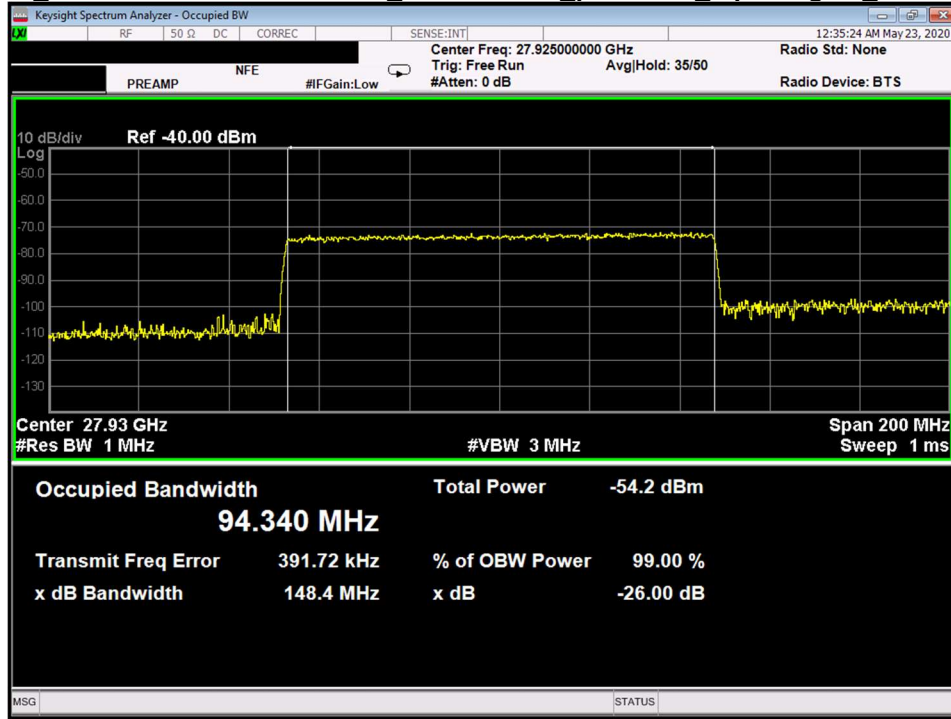 Keysight Spectrum Analyzer - Occupied BW
LXI RF 50 Ω DC CORREC SENSE:INT 12:35:24 AM May 23, 2020
Center Freq: 27.925000000 GHz Radio Std: None
NFE Trig: Free Run Avg|Hold: 35/50
PREAMP #IFGain:Low #Atten: 0 dB Radio Device: BTS
10 dB/div Ref -40.00 dBm
Log
-50.0
-60.0
-70.0
-80.0
-90.0
-100
-110
-120
-130
Center 27.93 GHz Span 200 MHz
#Res BW 1 MHz #VBW 3 MHz Sweep 1 ms
Occupied Bandwidth Total Power -54.2 dBm
94.340 MHz
Transmit Freq Error 391.72 kHz % of OBW Power 99.00 %
x dB Bandwidth 148.4 MHz x dB -26.00 dB
MSG STATUS